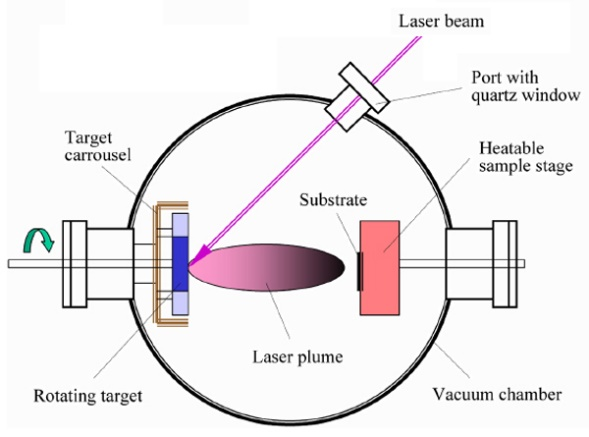 Laser beam
Port with
quartz window
Target
carrousel
Heatable
sample stage
Substrate
Laser plume
Rotating target
Vacuum chamber